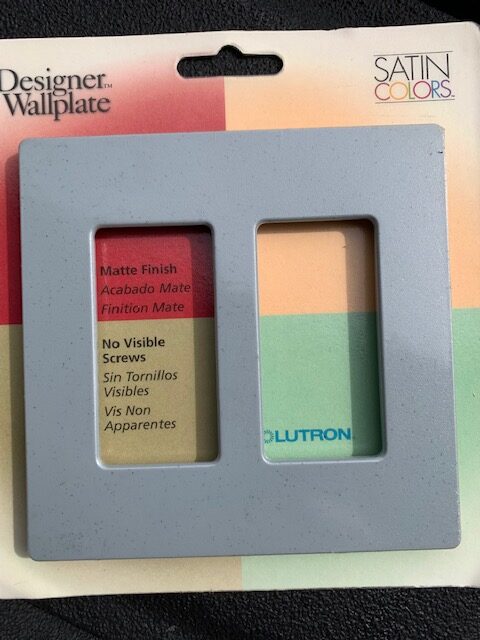 Designer™
Wallplate
SATIN
COLORS™
Matte Finish
Acabado Mate
Finition Mate
No Visible
Screws
Sin Tornillos
Visibles
Vis Non
Apparentes
LUTRON